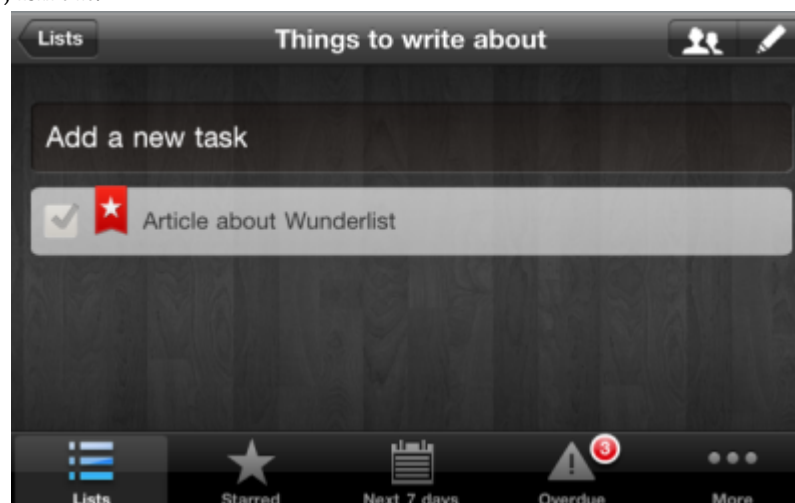 Lists
Things to write about
Add a new task
Article about Wunderlist
3
Lists
Starred
Next 7 days
Overdue
More